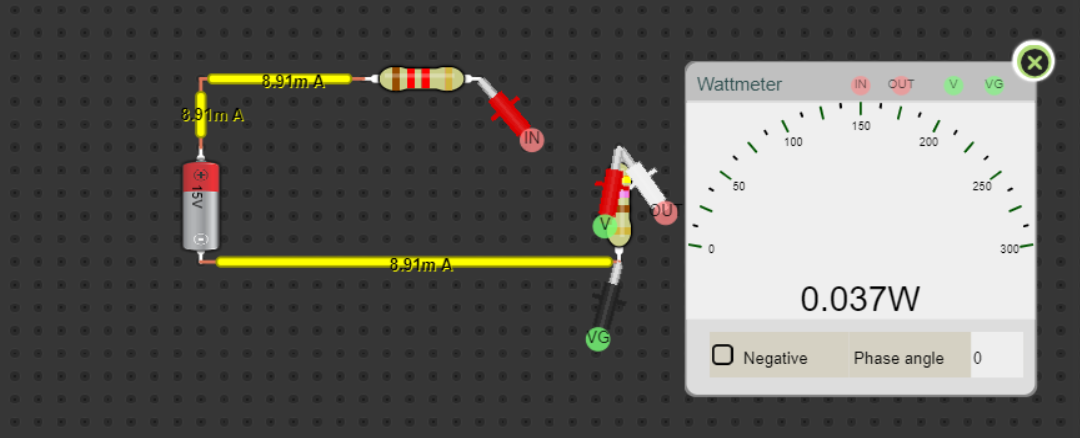 8.91m A
8.91m A
15V
8.91m A
IN
V
OUT
VG
Wattmeter
IN OUT V VG
0
50
100
150
200
250
300
0.037W
Negative Phase angle 0